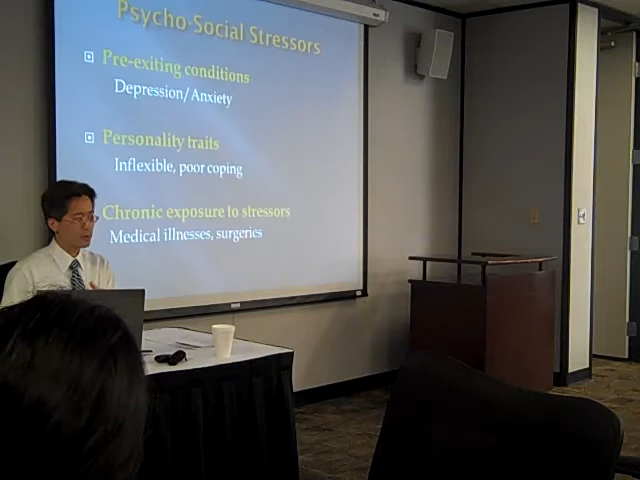 Psycho-Social Stressors
Pre-exiting conditions
Depression/Anxiety
Personality traits
Inflexible, poor coping
Chronic exposure to stressors
Medical illnesses, surgeries